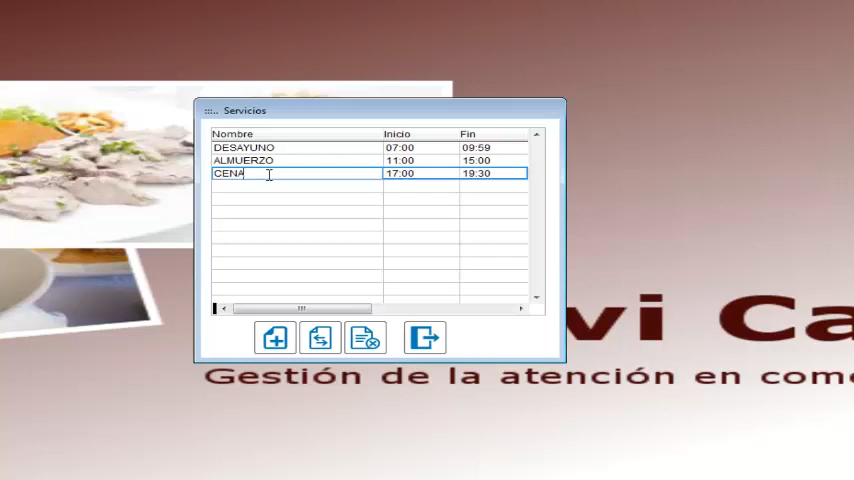 :::.. Servicios
Nombre Inicio Fin
DESAYUNO 07:00 09:59
ALMUERZO 11:00 15:00
CENA 17:00 19:30
vi Ca
Gestión de la atención en come